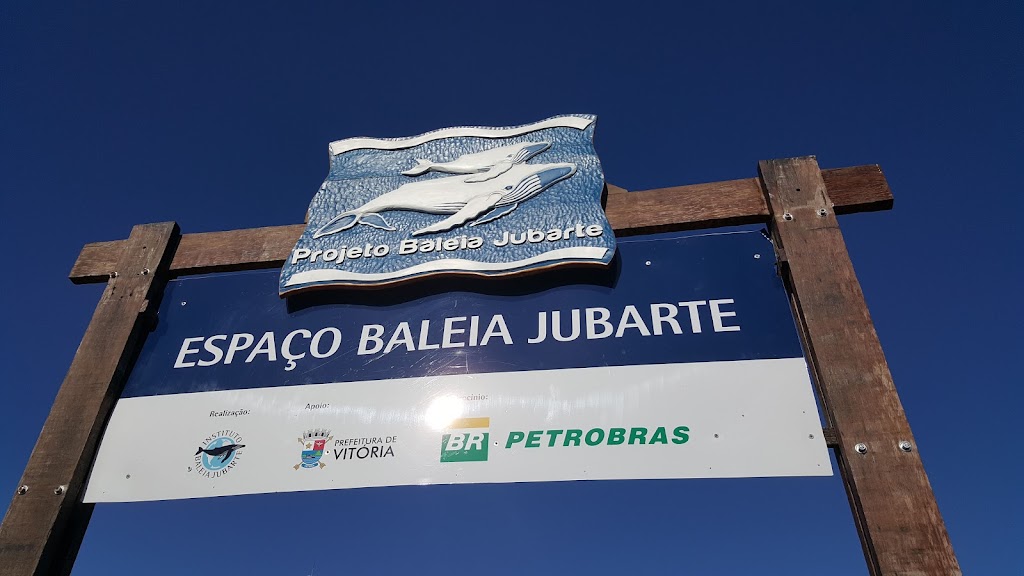 Projeto Baleia Jubarte
ESPAÇO BALEIA JUBARTE
Realização:
INSTITUTO
BALEIA JUBARTE
Apoio:
PREFEITURA DE
VITÓRIA
BR PETROBRAS